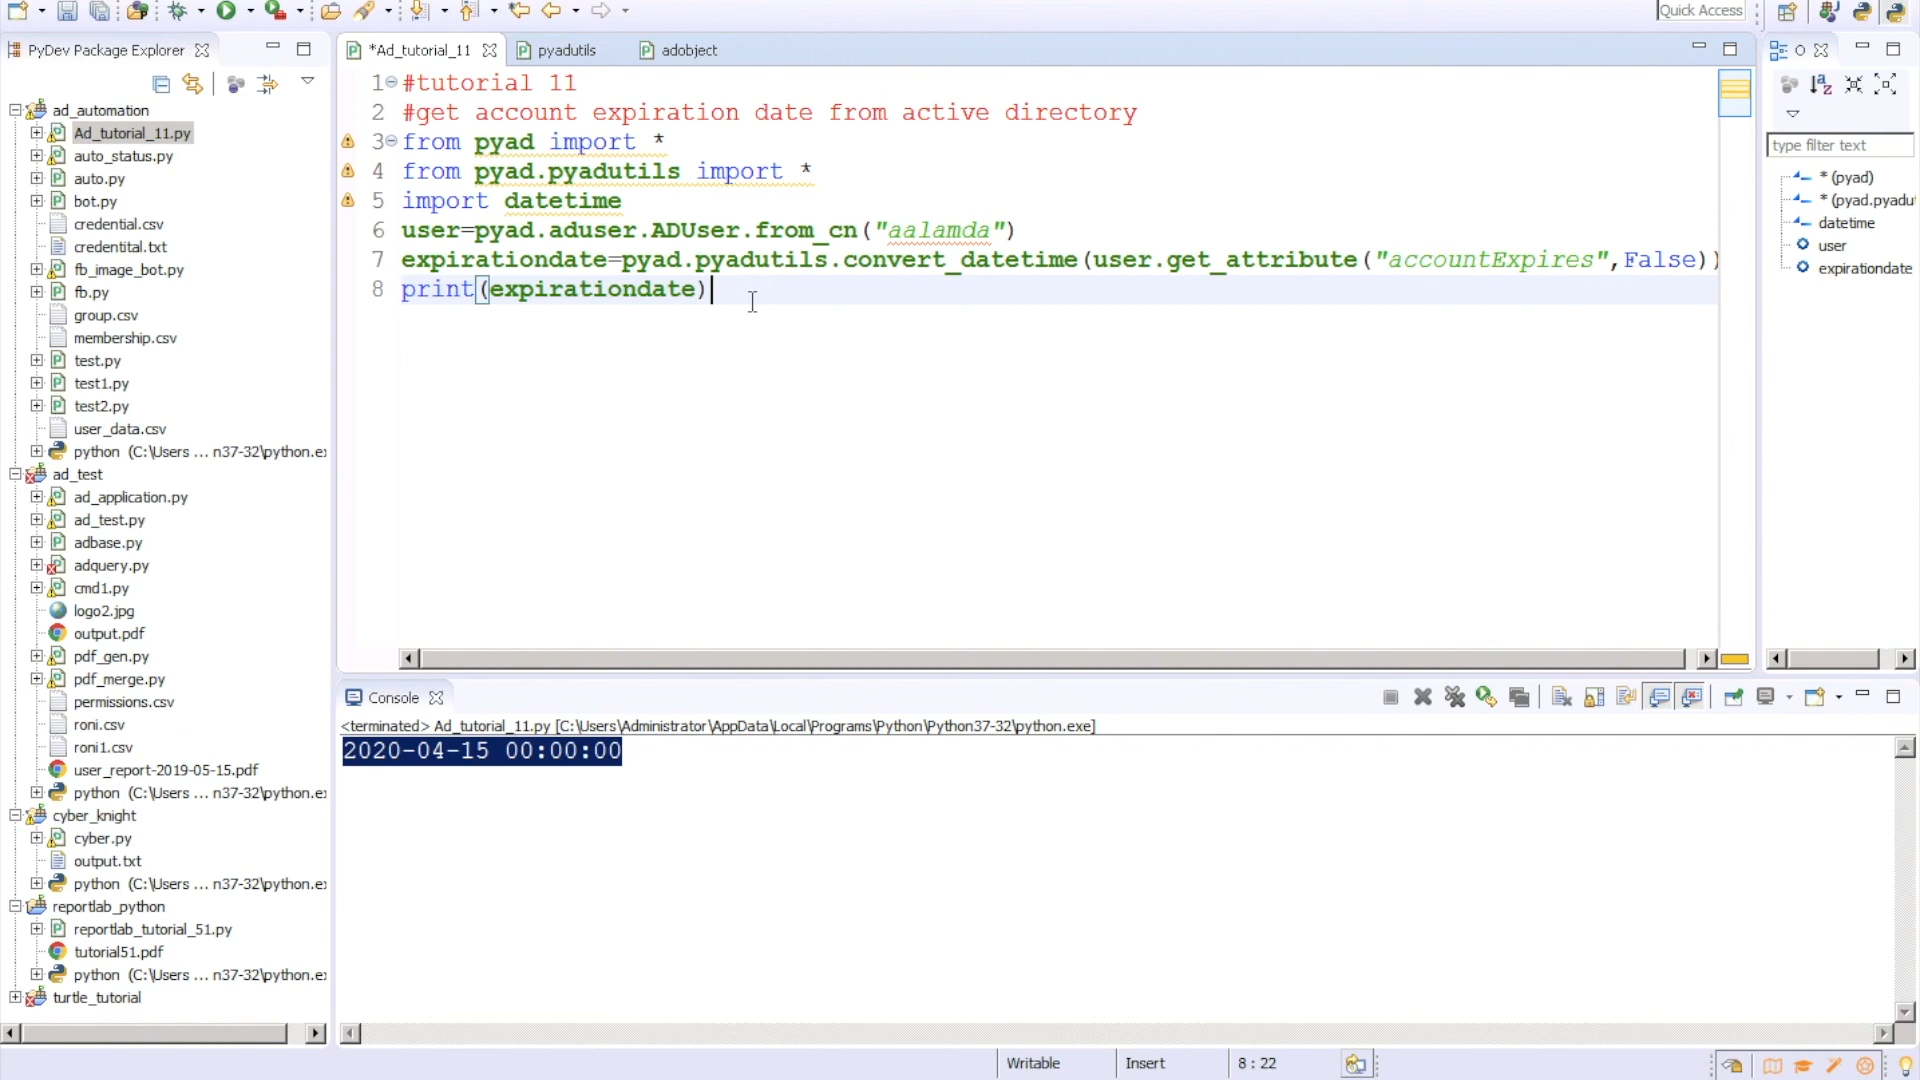 Quick Access
PyDev Package Explorer
ad_automation
Ad_tutorial_11.py
auto_status.py
auto.py
bot.py
credential.csv
credentital.txt
fb_image_bot.py
fb.py
group.csv
membership.csv
test.py
test1.py
test2.py
user_data.csv
python (C:\Users ... n37-32\python.ex
ad_test
ad_application.py
ad_test.py
adbase.py
adquery.py
cmd1.py
logo2.jpg
output.pdf
pdf_gen.py
pdf_merge.py
permissions.csv
roni.csv
roni1.csv
user_report-2019-05-15.pdf
python (C:\Users ... n37-32\python.ex
cyber_knight
cyber.py
output.txt
python (C:\Users ... n37-32\python.ex
reportlab_python
reportlab_tutorial_51.py
tutorial51.pdf
python (C:\Users ... n37-32\python.ex
turtle_tutorial
*Ad_tutorial_11
pyadutils
adobject
1 #tutorial 11
2 #get account expiration date from active directory
3 from pyad import *
4 from pyad.pyadutils import *
5 import datetime
6 user=pyad.aduser.ADUser.from_cn("aalamda")
7 expirationdate=pyad.pyadutils.convert_datetime(user.get_attribute("accountExpires",False))
8 print(expirationdate)
type filter text
* (pyad)
* (pyad.pyadut
datetime
user
expirationdate
Console
<terminated> Ad_tutorial_11.py [C:\Users\Administrator\AppData\Local\Programs\Python\Python37-32\python.exe]
2020-04-15 00:00:00
Writable
Insert
8 : 22